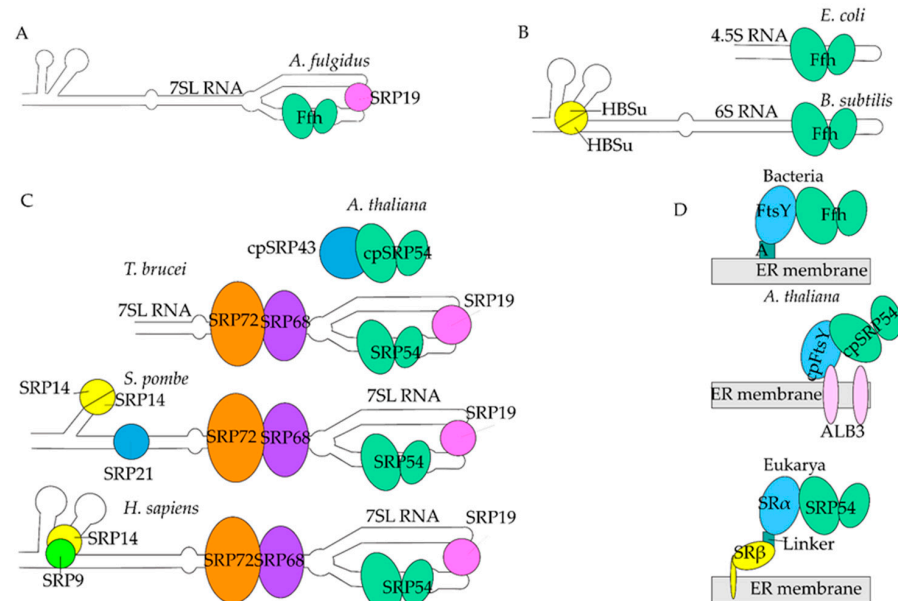 A
A. fulgidus
7SL RNA
SRP19
Ffh
B
E. coli
4.5S RNA
Ffh
HBSu
6S RNA
B. subtilis
Ffh
HBSu
C
A. thaliana
cpSRP43
cpSRP54
T. brucei
7SL RNA
SRP72
SRP68
SRP19
SRP54
S. pombe
SRP14
SRP14
7SL RNA
SRP19
SRP72
SRP68
SRP54
SRP21
H. sapiens
7SL RNA
SRP19
SRP14
SRP9
SRP72
SRP68
SRP54
D
Bacteria
FtsY
Ffh
A
ER membrane
A. thaliana
cpFtsY
cpSRP54
ER membrane
ALB3
Eukarya
SRα
SRP54
Linker
SRβ
ER membrane